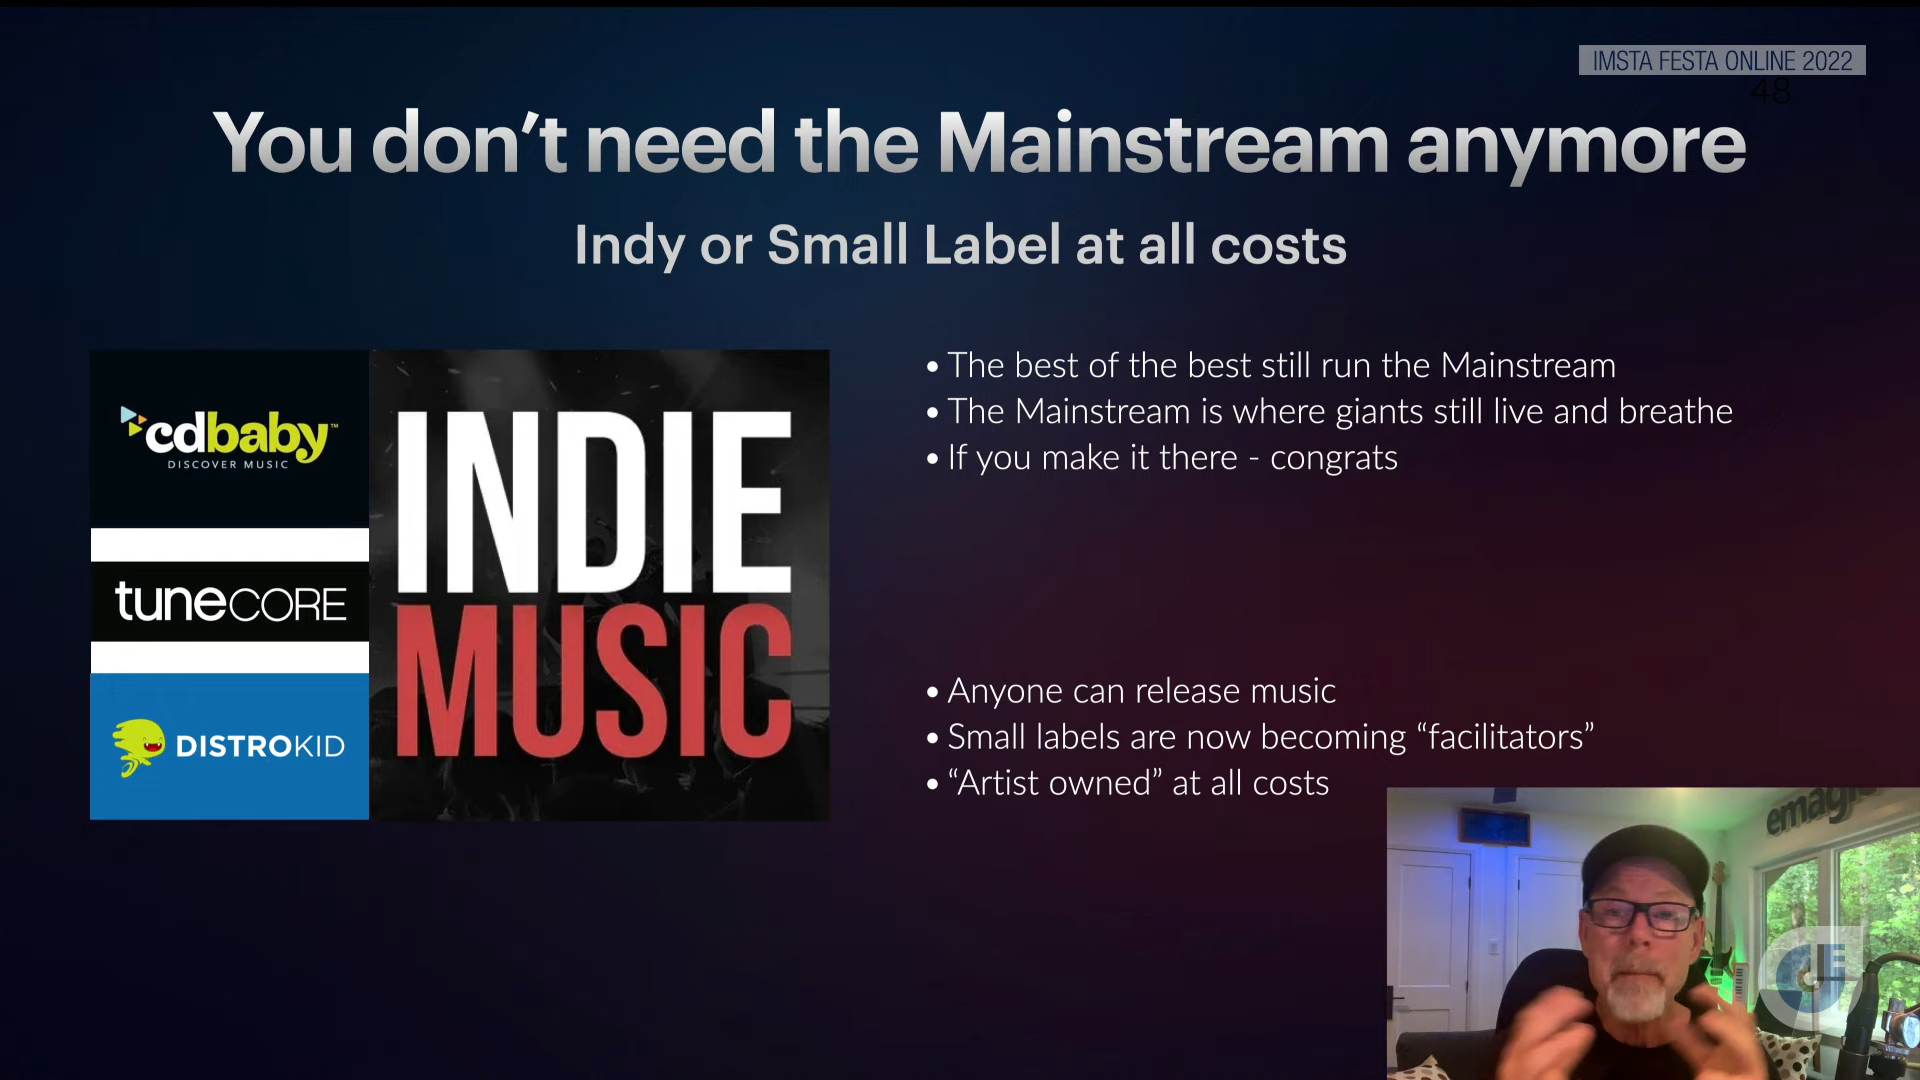 IMSTA FESTA ONLINE 2022
48
You don't need the Mainstream anymore
Indy or Small Label at all costs
cdbaby™
DISCOVER MUSIC
tuneCORE
DISTROKID
INDIE
MUSIC
• The best of the best still run the Mainstream
• The Mainstream is where giants still live and breathe
• If you make it there - congrats
• Anyone can release music
• Small labels are now becoming “facilitators”
• “Artist owned” at all costs
emagic